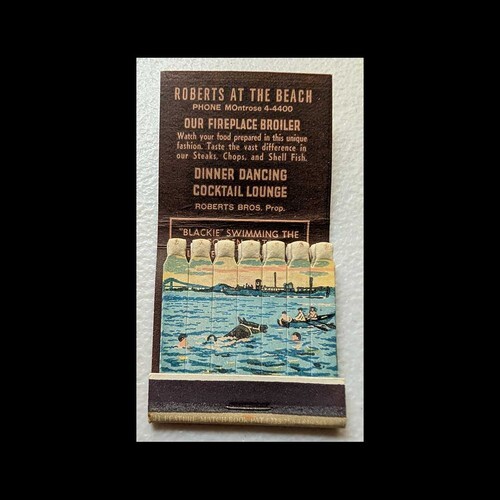 ROBERTS AT THE BEACH
PHONE MOntrose 4-4400
OUR FIREPLACE BROILER
Watch your food prepared in this unique
fashion. Taste the vast difference in
our Steaks, Chops, and Shell Fish.
DINNER DANCING
COCKTAIL LOUNGE
ROBERTS BROS. Prop.
"BLACKIE" SWIMMING THE